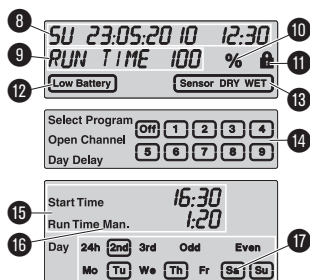 8 SU 23:05:20 10 12:30 10
9 RUN TIME 100 % 11
12 Low Battery Sensor DRY WET 13
Select Program Off 1 2 3 4
Open Channel 14
Day Delay 5 6 7 8 9
15 Start Time 16:30
16 Run Time Man. 1:20
Day 24h 2nd 3rd Odd Even 17
Mo Tu We Th Fr Sa Su